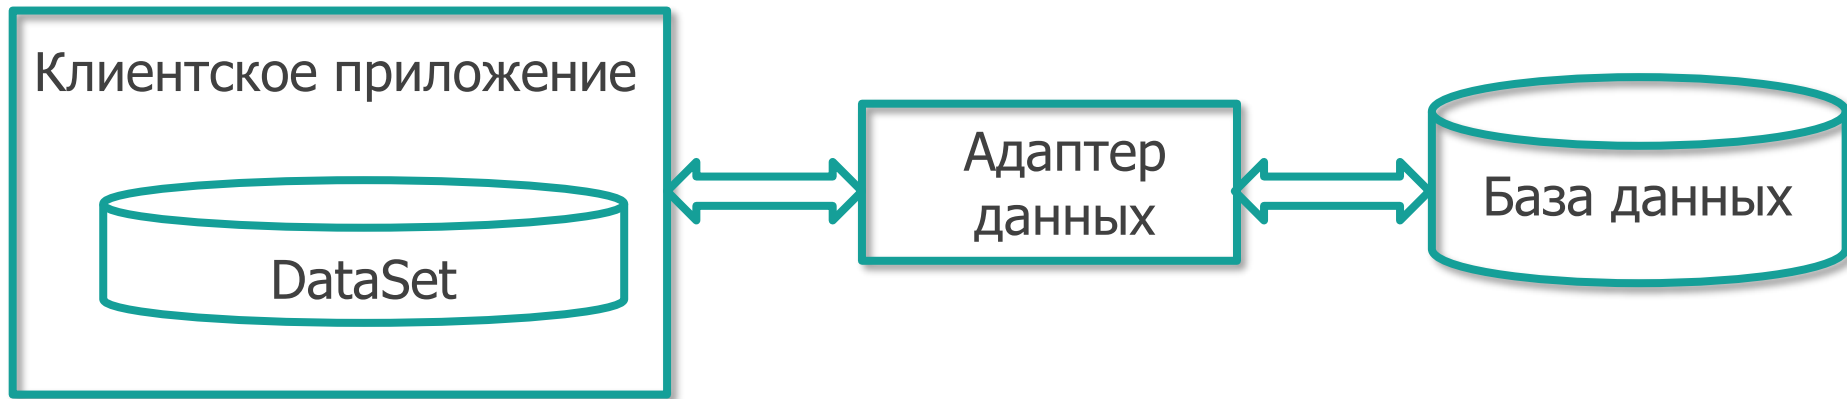 Клиентское приложение
DataSet
Адаптер
данных
База данных